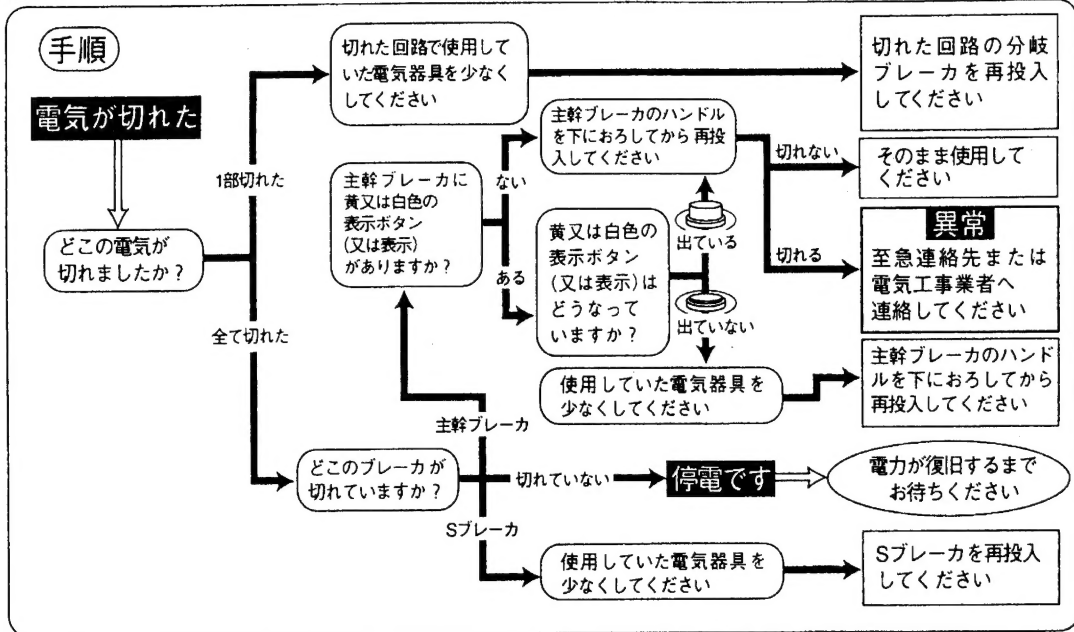 手順
電気が切れた
どこの電気が
切れましたか？
1部切れた
切れた回路で使用して
いた電気器具を少なく
してください
切れた回路の分岐
ブレーカを再投入
してください
全て切れた
どこのブレーカが
切れていますか？
主幹ブレーカ
主幹ブレーカに
黄又は白色の
表示ボタン
(又は表示)
がありますか？
ない
主幹ブレーカのハンドル
を下におろしてから再投
入してください
切れない
そのまま使用して
ください
切れる
異常
至急連絡先または
電気工事業者へ
連絡してください
ある
黄又は白色の
表示ボタン
(又は表示)は
どうなって
いますか？
出ている
出ていない
使用していた電気器具を
少なくしてください
主幹ブレーカのハンド
ルを下におろしてから
再投入してください
切れていない
停電です
電力が復旧するまで
お待ちください
Sブレーカ
使用していた電気器具を
少なくしてください
Sブレーカを再投入
してください